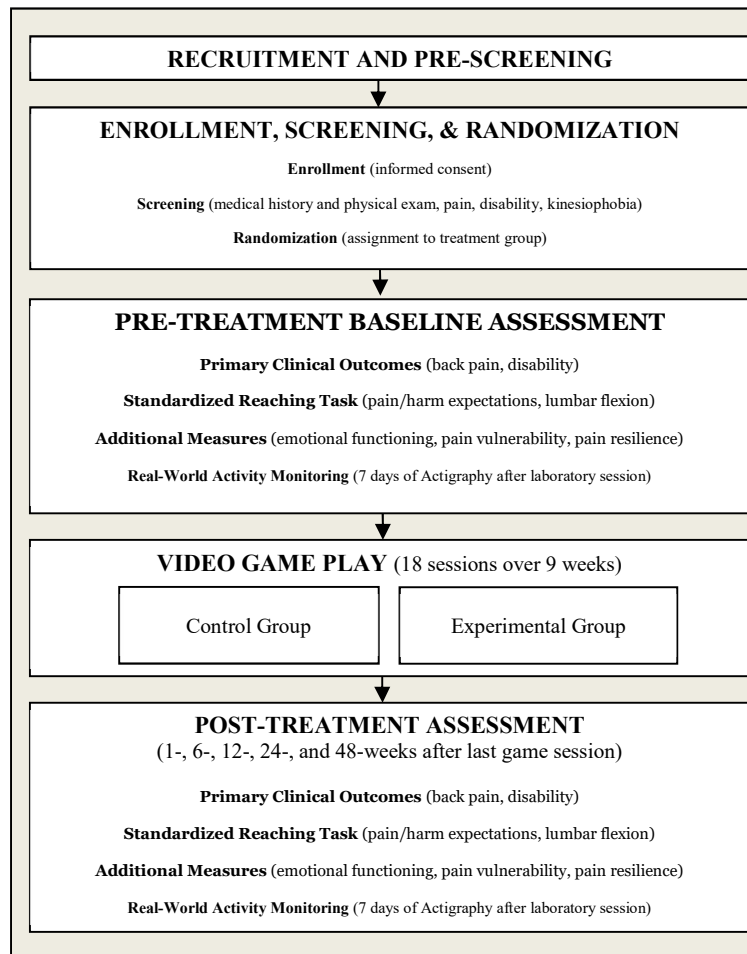 RECRUITMENT AND PRE-SCREENING
ENROLLMENT, SCREENING, & RANDOMIZATION
Enrollment (informed consent)
Screening (medical history and physical exam, pain, disability, kinesiophobia)
Randomization (assignment to treatment group)
PRE-TREATMENT BASELINE ASSESSMENT
Primary Clinical Outcomes (back pain, disability)
Standardized Reaching Task (pain/harm expectations, lumbar flexion)
Additional Measures (emotional functioning, pain vulnerability, pain resilience)
Real-World Activity Monitoring (7 days of Actigraphy after laboratory session)
VIDEO GAME PLAY (18 sessions over 9 weeks)
Control Group
Experimental Group
POST-TREATMENT ASSESSMENT
(1-, 6-, 12-, 24-, and 48-weeks after last game session)
Primary Clinical Outcomes (back pain, disability)
Standardized Reaching Task (pain/harm expectations, lumbar flexion)
Additional Measures (emotional functioning, pain vulnerability, pain resilience)
Real-World Activity Monitoring (7 days of Actigraphy after laboratory session)